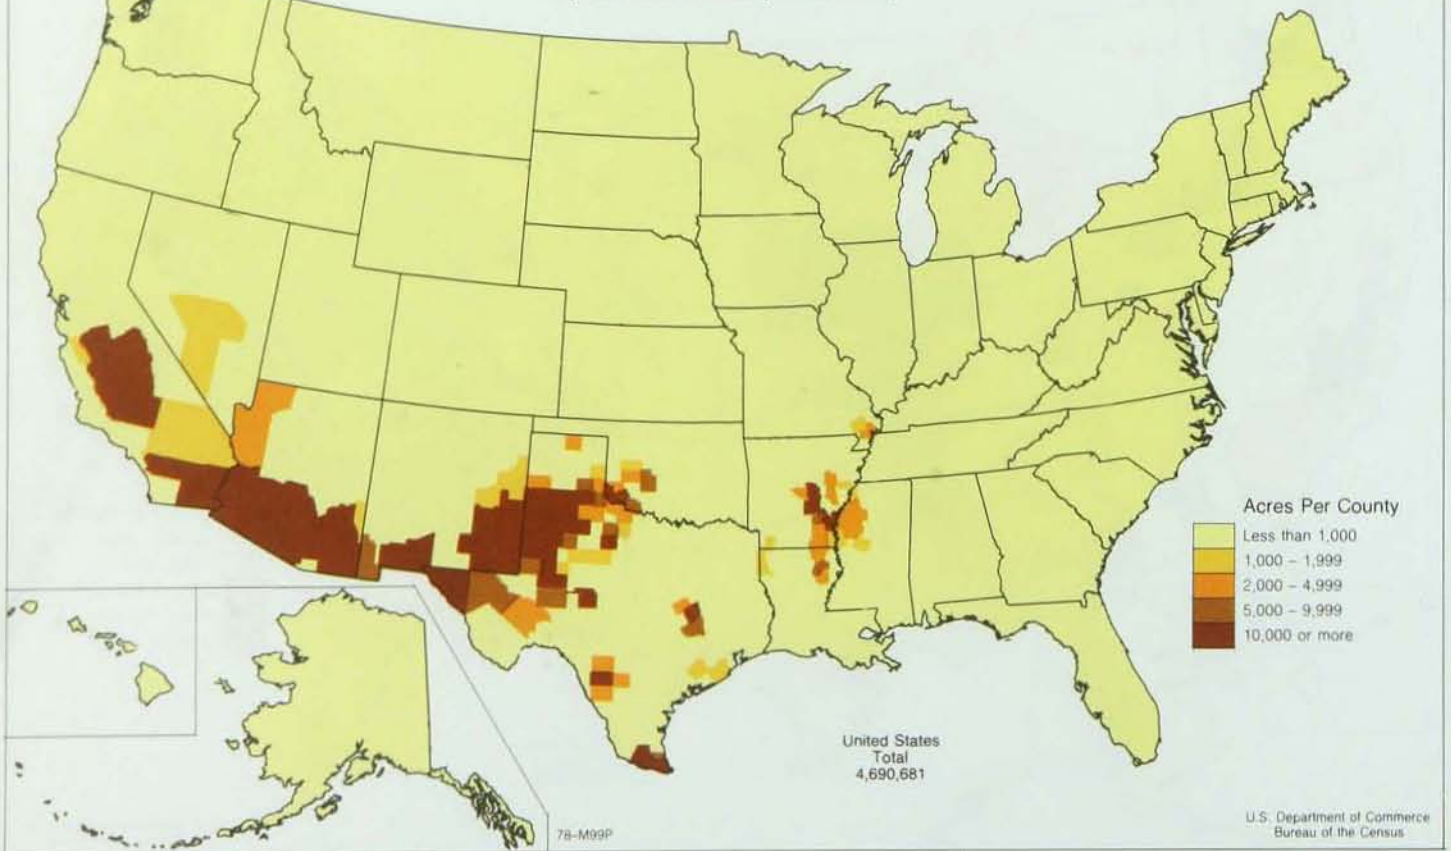 Acres Per County
Less than 1,000
1,000 – 1,999
2,000 – 4,999
5,000 – 9,999
10,000 or more
United States
Total
4,690,681
78-M99P
U.S. Department of Commerce
Bureau of the Census